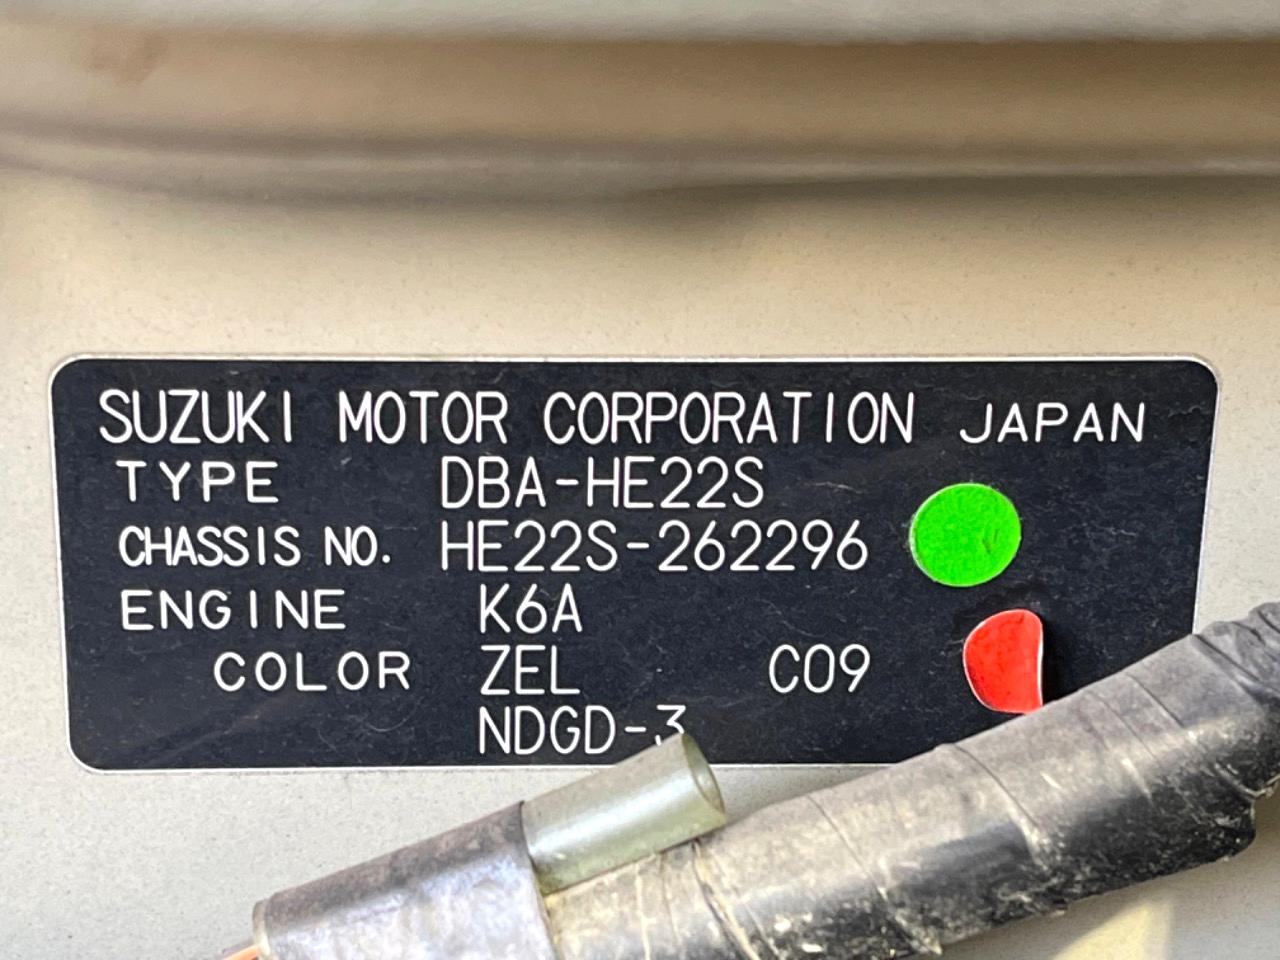 SUZUKI MOTOR CORPORATION JAPAN
TYPE DBA-HE22S
CHASSIS NO. HE22S-262296
ENGINE K6A
COLOR ZEL C09
NDGD-3